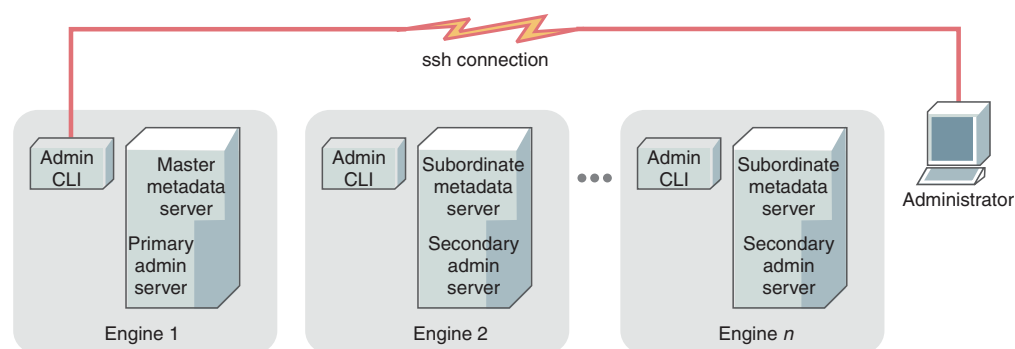 ssh connection
Admin
CLI
Master
metadata
server
Primary
admin
server
Engine 1
Admin
CLI
Subordinate
metadata
server
Secondary
admin
server
Engine 2
Admin
CLI
Subordinate
metadata
server
Secondary
admin
server
Engine n
Administrator